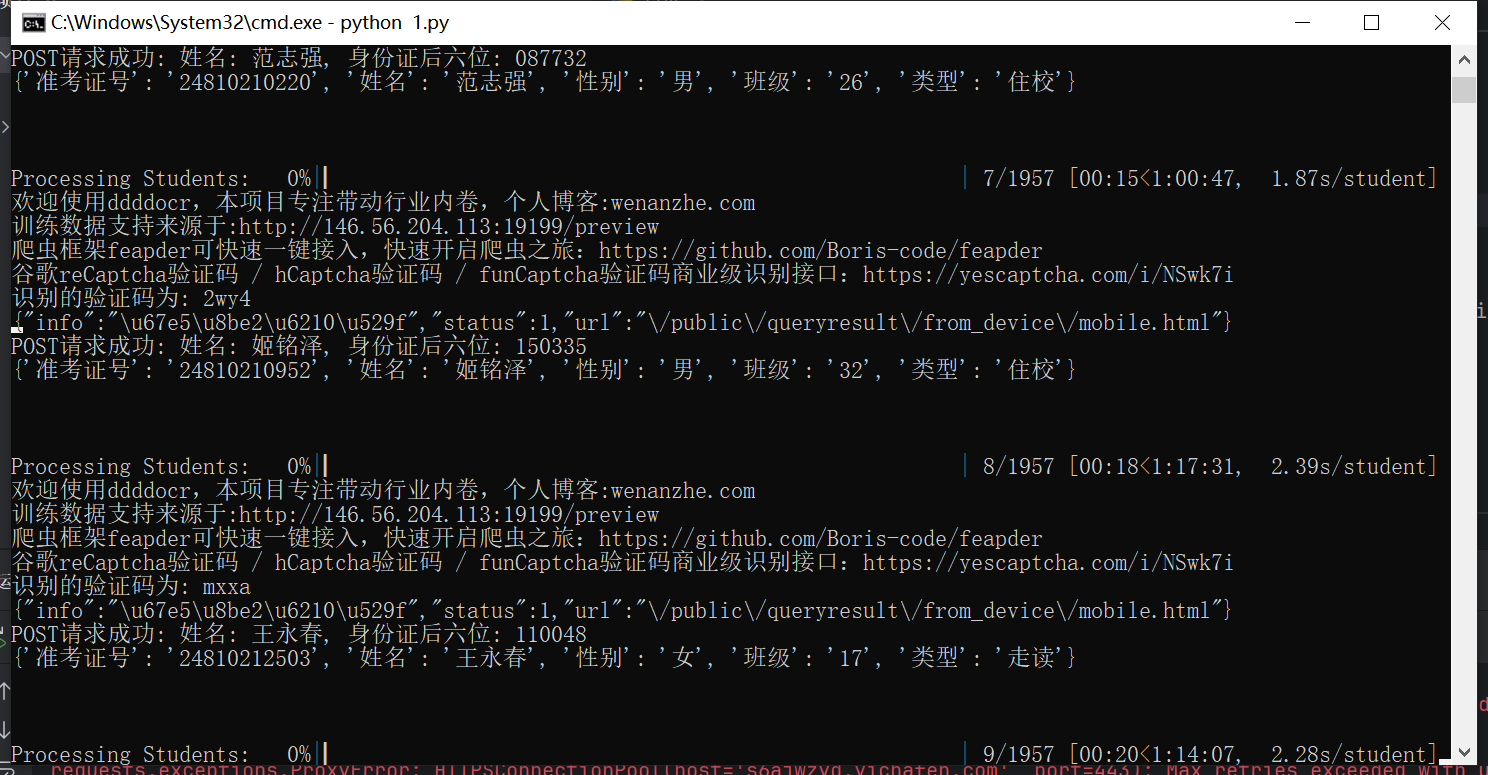 C:\Windows\System32\cmd.exe - python 1.py
POST请求成功: 姓名: 范志强, 身份证后六位: 087732
{'准考证号': '24810210220', '姓名': '范志强', '性别': '男', '班级': '26', '类型': '住校'}
Processing Students: 0%| | 7/1957 [00:15<1:00:47, 1.87s/student]
欢迎使用ddddocr，本项目专注带动行业内卷，个人博客:wenanzhe.com
训练数据支持来源于:http://146.56.204.113:19199/preview
爬虫框架feapder可快速一键接入，快速开启爬虫之旅：https://github.com/Boris-code/feapder
谷歌reCaptcha验证码 / hCaptcha验证码 / funCaptcha验证码商业级识别接口：https://yescaptcha.com/i/NSwk7i
识别的验证码为: 2wy4
{"info":"\u67e5\u8be2\u6210\u529f","status":1,"url":"\/public\/queryresult\/from_device\/mobile.html"}
POST请求成功: 姓名: 姬铭泽, 身份证后六位: 150335
{'准考证号': '24810210952', '姓名': '姬铭泽', '性别': '男', '班级': '32', '类型': '住校'}
Processing Students: 0%| | 8/1957 [00:18<1:17:31, 2.39s/student]
欢迎使用ddddocr，本项目专注带动行业内卷，个人博客:wenanzhe.com
训练数据支持来源于:http://146.56.204.113:19199/preview
爬虫框架feapder可快速一键接入，快速开启爬虫之旅：https://github.com/Boris-code/feapder
谷歌reCaptcha验证码 / hCaptcha验证码 / funCaptcha验证码商业级识别接口：https://yescaptcha.com/i/NSwk7i
识别的验证码为: mxxa
{"info":"\u67e5\u8be2\u6210\u529f","status":1,"url":"\/public\/queryresult\/from_device\/mobile.html"}
POST请求成功: 姓名: 王永春, 身份证后六位: 110048
{'准考证号': '24810212503', '姓名': '王永春', '性别': '女', '班级': '17', '类型': '走读'}
Processing Students: 0%| | 9/1957 [00:20<1:14:07, 2.28s/student]
requests.exceptions.ProxyError: HTTPSConnectionPool(host= port=443): Max retries exceeded with